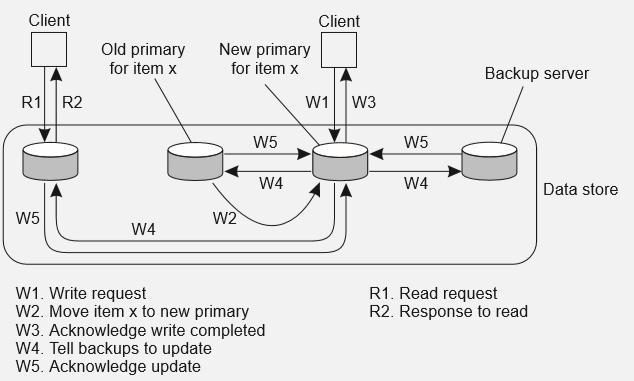 Client
Client
Old primary
for item x
New primary
for item x
Backup server
R1
R2
W1
W3
W5
W5
W4
W4
Data store
W5
W2
W4
W1. Write request
W2. Move item x to new primary
W3. Acknowledge write completed
W4. Tell backups to update
W5. Acknowledge update
R1. Read request
R2. Response to read